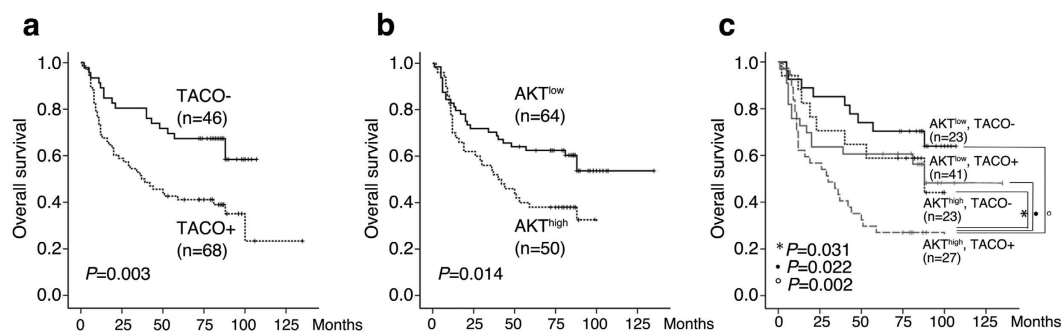 a
Overall survival
1.0
0.8
0.6
0.4
0.2
0.0
TACO-
(n=46)
TACO+
(n=68)
P=0.003
0 25 50 75 100 125 Months
b
Overall survival
1.0
0.8
0.6
0.4
0.2
0.0
AKTlow
(n=64)
AKThigh
(n=50)
P=0.014
0 25 50 75 100 125 Months
c
Overall survival
1.0
0.8
0.6
0.4
0.2
0.0
AKTlow, TACO-
(n=23)
AKTlow, TACO+
(n=41)
AKThigh, TACO-
(n=23)
AKThigh, TACO+
(n=27)
* • ○
* P=0.031
• P=0.022
○ P=0.002
0 25 50 75 100 125 Months